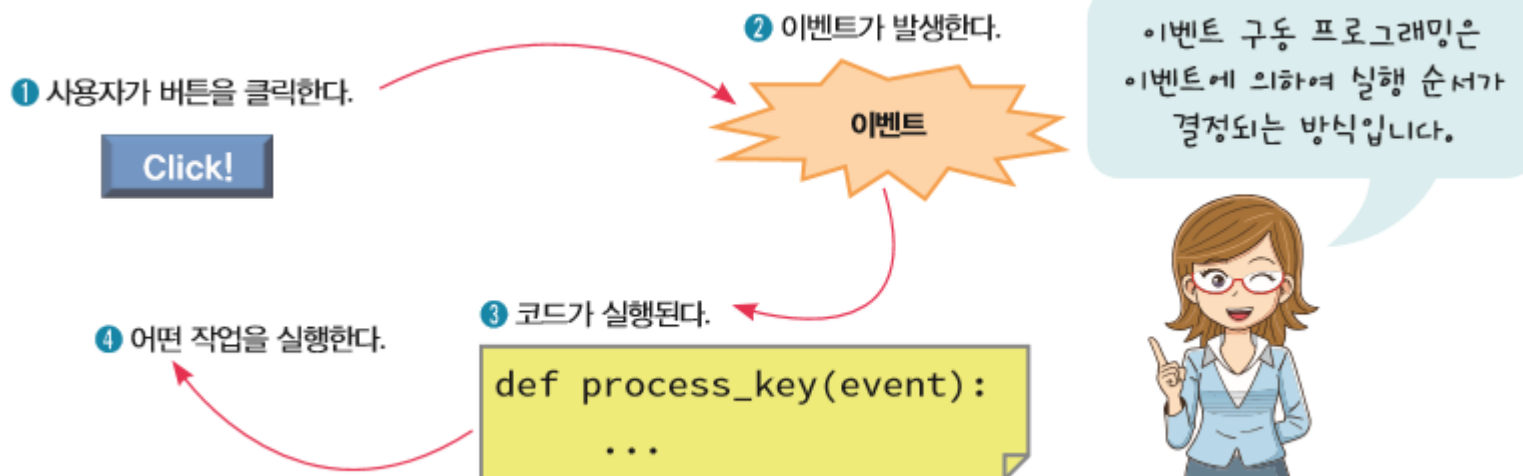 ❶ 사용자가 버튼을 클릭한다.
Click!
❷ 이벤트가 발생한다.
이벤트
이벤트 구동 프로그래밍은
이벤트에 의하여 실행 순서가
결정되는 방식입니다.
❸ 코드가 실행된다.
def process_key(event):
...
❹ 어떤 작업을 실행한다.